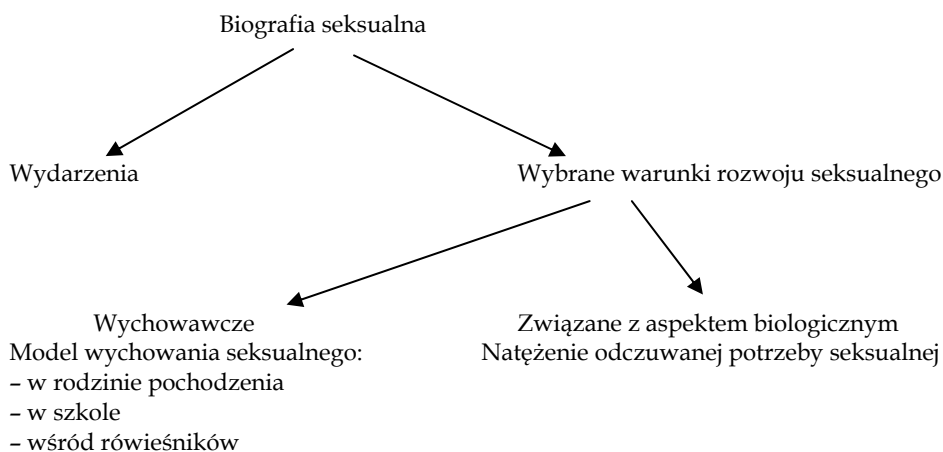 Biografia seksualna
Wydarzenia
Wybrane warunki rozwoju seksualnego
Wychowawcze
Model wychowania seksualnego:
– w rodzinie pochodzenia
– w szkole
– wśród rówieśników
Związane z aspektem biologicznym
Natężenie odczuwanej potrzeby seksualnej